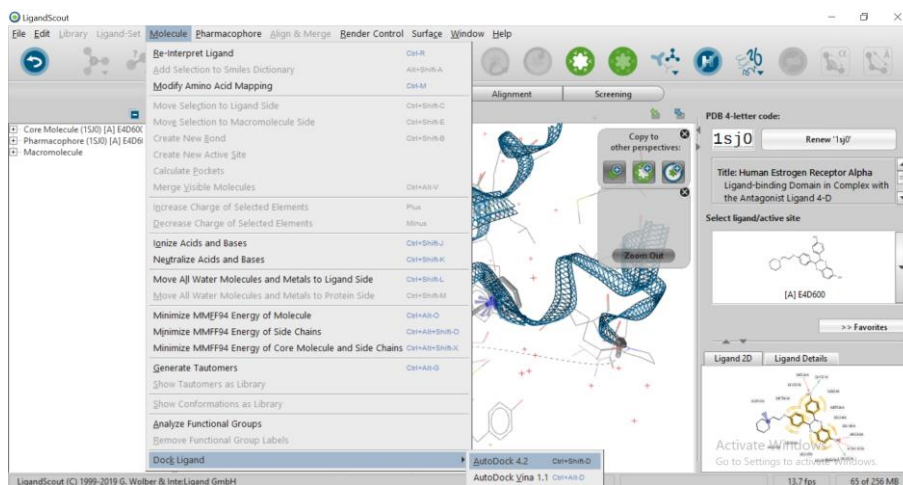 LigandScout
File Edit Library Ligand-Set Molecule Pharmacophore Align & Merge Render Control Surface Window Help
Re-Interpret Ligand Ctrl-R
Add Selection to Smiles Dictionary Alt+Shift-A
Modify Amino Acid Mapping Ctrl-M
Move Selection to Ligand Side Ctrl+Shift-C
Move Selection to Macromolecule Side Ctrl+Shift-E
Create New Bond Ctrl+Shift-B
Create New Active Site
Calculate Pockets
Merge Visible Molecules Ctrl+Alt-V
Increase Charge of Selected Elements Plus
Decrease Charge of Selected Elements Minus
Ionize Acids and Bases Ctrl+Shift-J
Neutralize Acids and Bases Ctrl+Shift-K
Move All Water Molecules and Metals to Ligand Side Ctrl+Shift-L
Move All Water Molecules and Metals to Protein Side Ctrl+Shift-M
Minimize MMFF94 Energy of Molecule Ctrl+Alt-O
Minimize MMFF94 Energy of Side Chains Ctrl+Alt+Shift-O
Minimize MMFF94 Energy of Core Molecule and Side Chains Ctrl+Alt+Shift-X
Generate Tautomers Ctrl+Alt-G
Show Tautomers as Library
Show Conformations as Library
Analyze Functional Groups
Remove Functional Group Labels
Dock Ligand
AutoDock 4.2 Ctrl+Shift-D
AutoDock Vina 1.1 Ctrl+Alt-D
Core Molecule (1SJ0) [A] E4D600
Pharmacophore (1SJ0) [A] E4D6
Macromolecule
Alignment Screening
Copy to
other perspectives:
Zoom Out
PDB 4-letter code:
1sj0 Renew '1sj0'
Title: Human Estrogen Receptor Alpha
Ligand-binding Domain in Complex with
the Antagonist Ligand 4-D
Select ligand/active site
[A] E4D600
>> Favorites
Ligand 2D Ligand Details
Activate Windows
Go to Settings to activate Windows.
LigandScout (C) 1999-2019 G. Wolber & Inte:Ligand GmbH 13.7 fps 65 of 256 MB